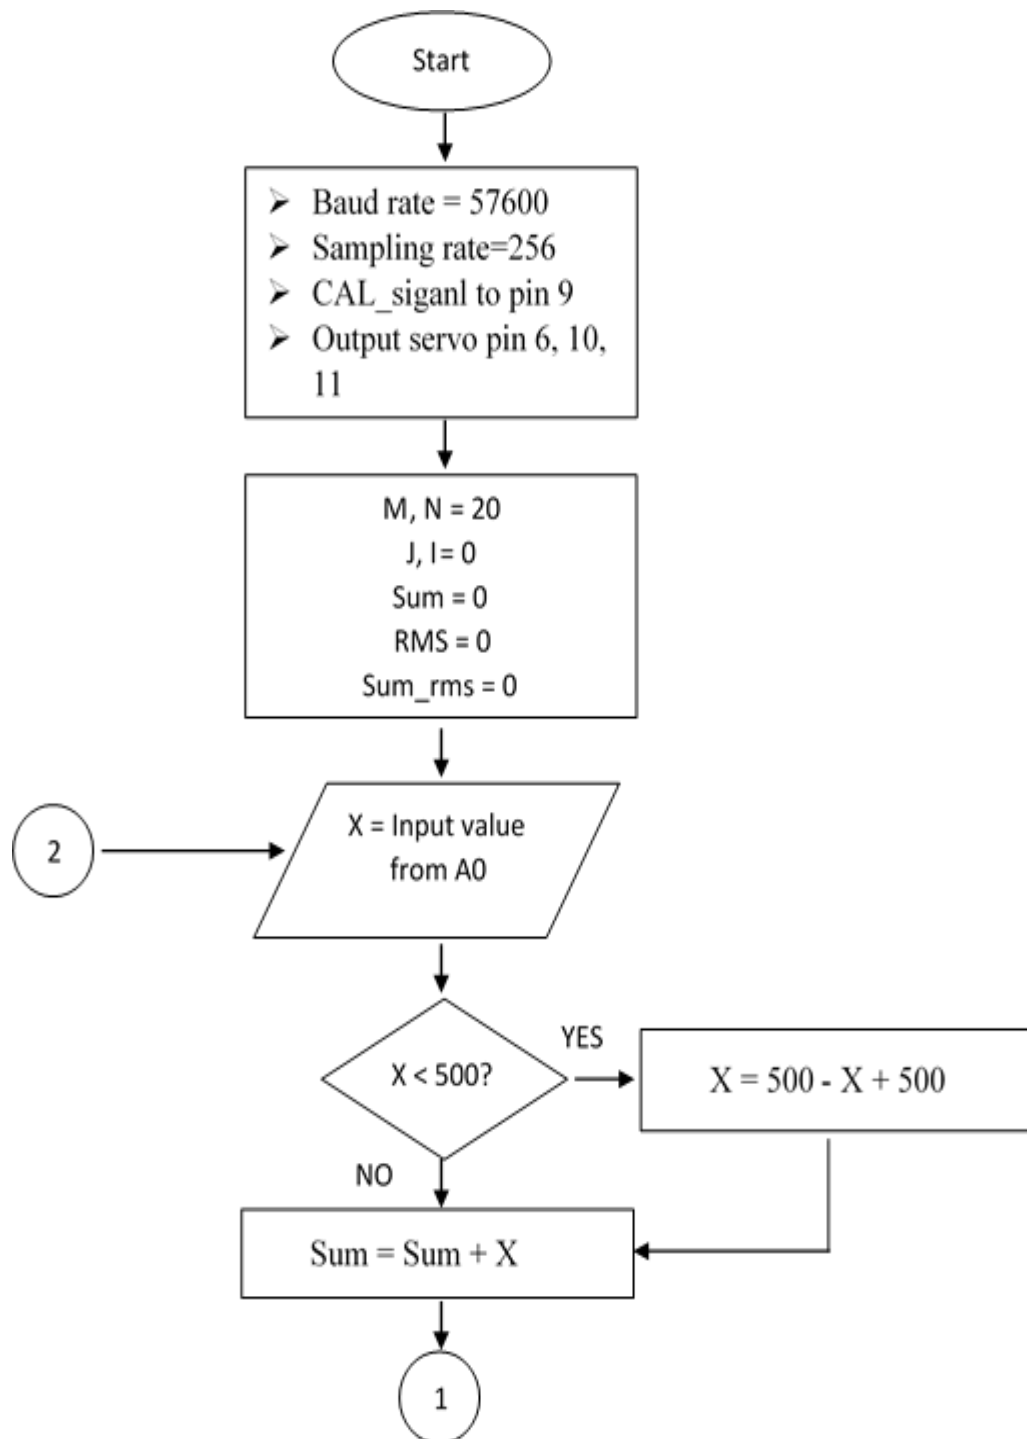 Start
➢ Baud rate = 57600
➢ Sampling rate=256
➢ CAL_siganl to pin 9
➢ Output servo pin 6, 10,
11
M, N = 20
J, I = 0
Sum = 0
RMS = 0
Sum_rms = 0
2
X = Input value
from A0
X < 500?
YES
X = 500 - X + 500
NO
Sum = Sum + X
1